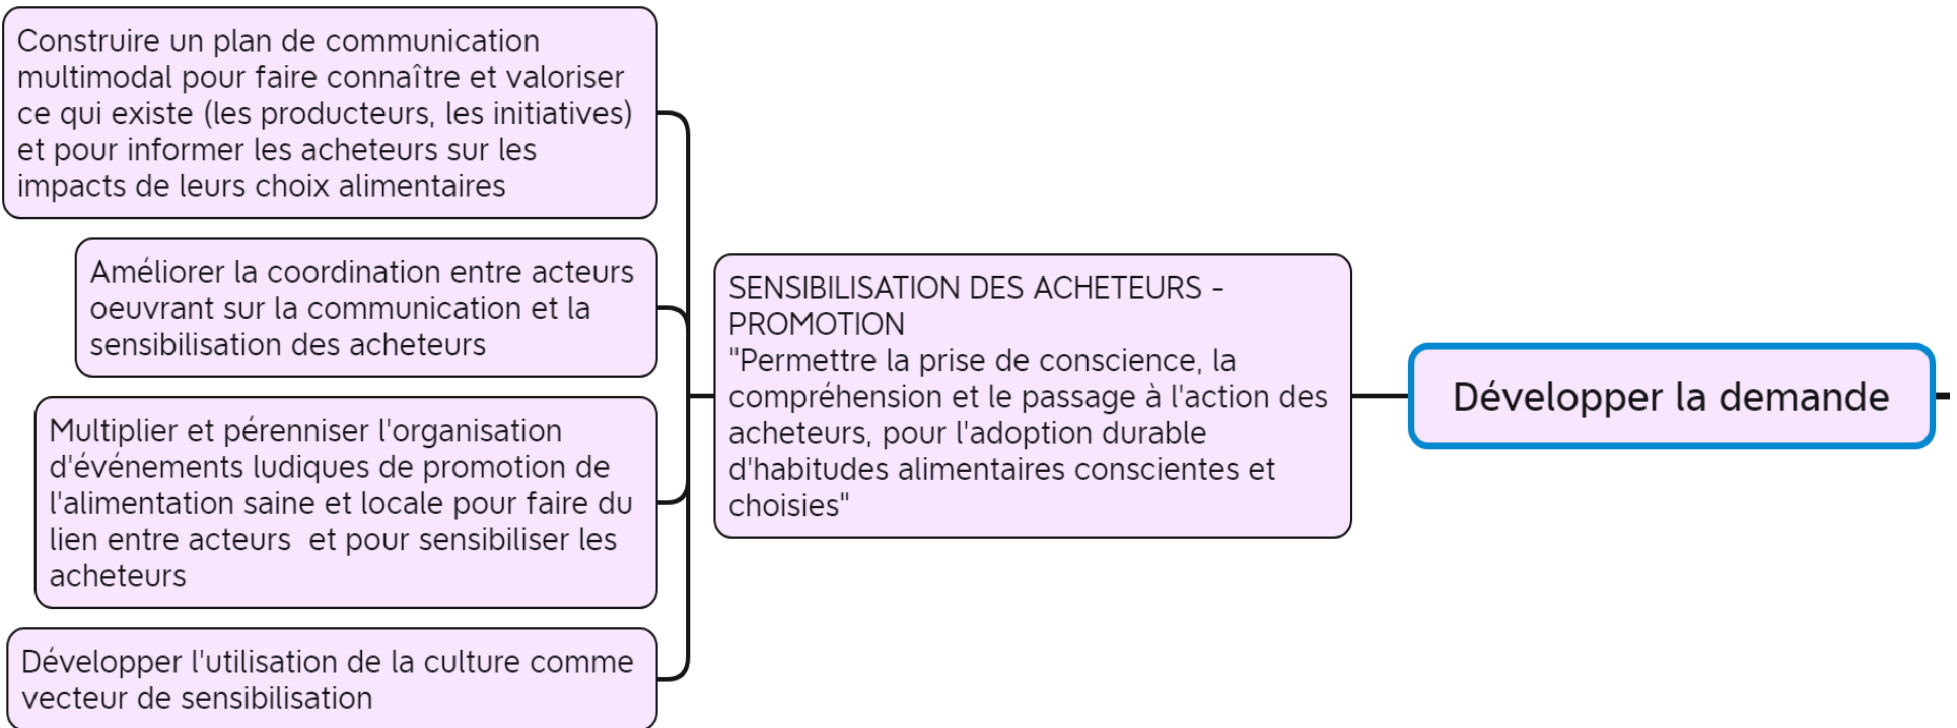 Construire un plan de communication
multimodal pour faire connaître et valoriser
ce qui existe (les producteurs, les initiatives)
et pour informer les acheteurs sur les
impacts de leurs choix alimentaires
Améliorer la coordination entre acteurs
oeuvrant sur la communication et la
sensibilisation des acheteurs
Multiplier et pérenniser l'organisation
d'événements ludiques de promotion de
l'alimentation saine et locale pour faire du
lien entre acteurs  et pour sensibiliser les
acheteurs
Développer l'utilisation de la culture comme
vecteur de sensibilisation
SENSIBILISATION DES ACHETEURS -
PROMOTION
"Permettre la prise de conscience, la
compréhension et le passage à l'action des
acheteurs, pour l'adoption durable
d'habitudes alimentaires conscientes et
choisies"
Développer la demande